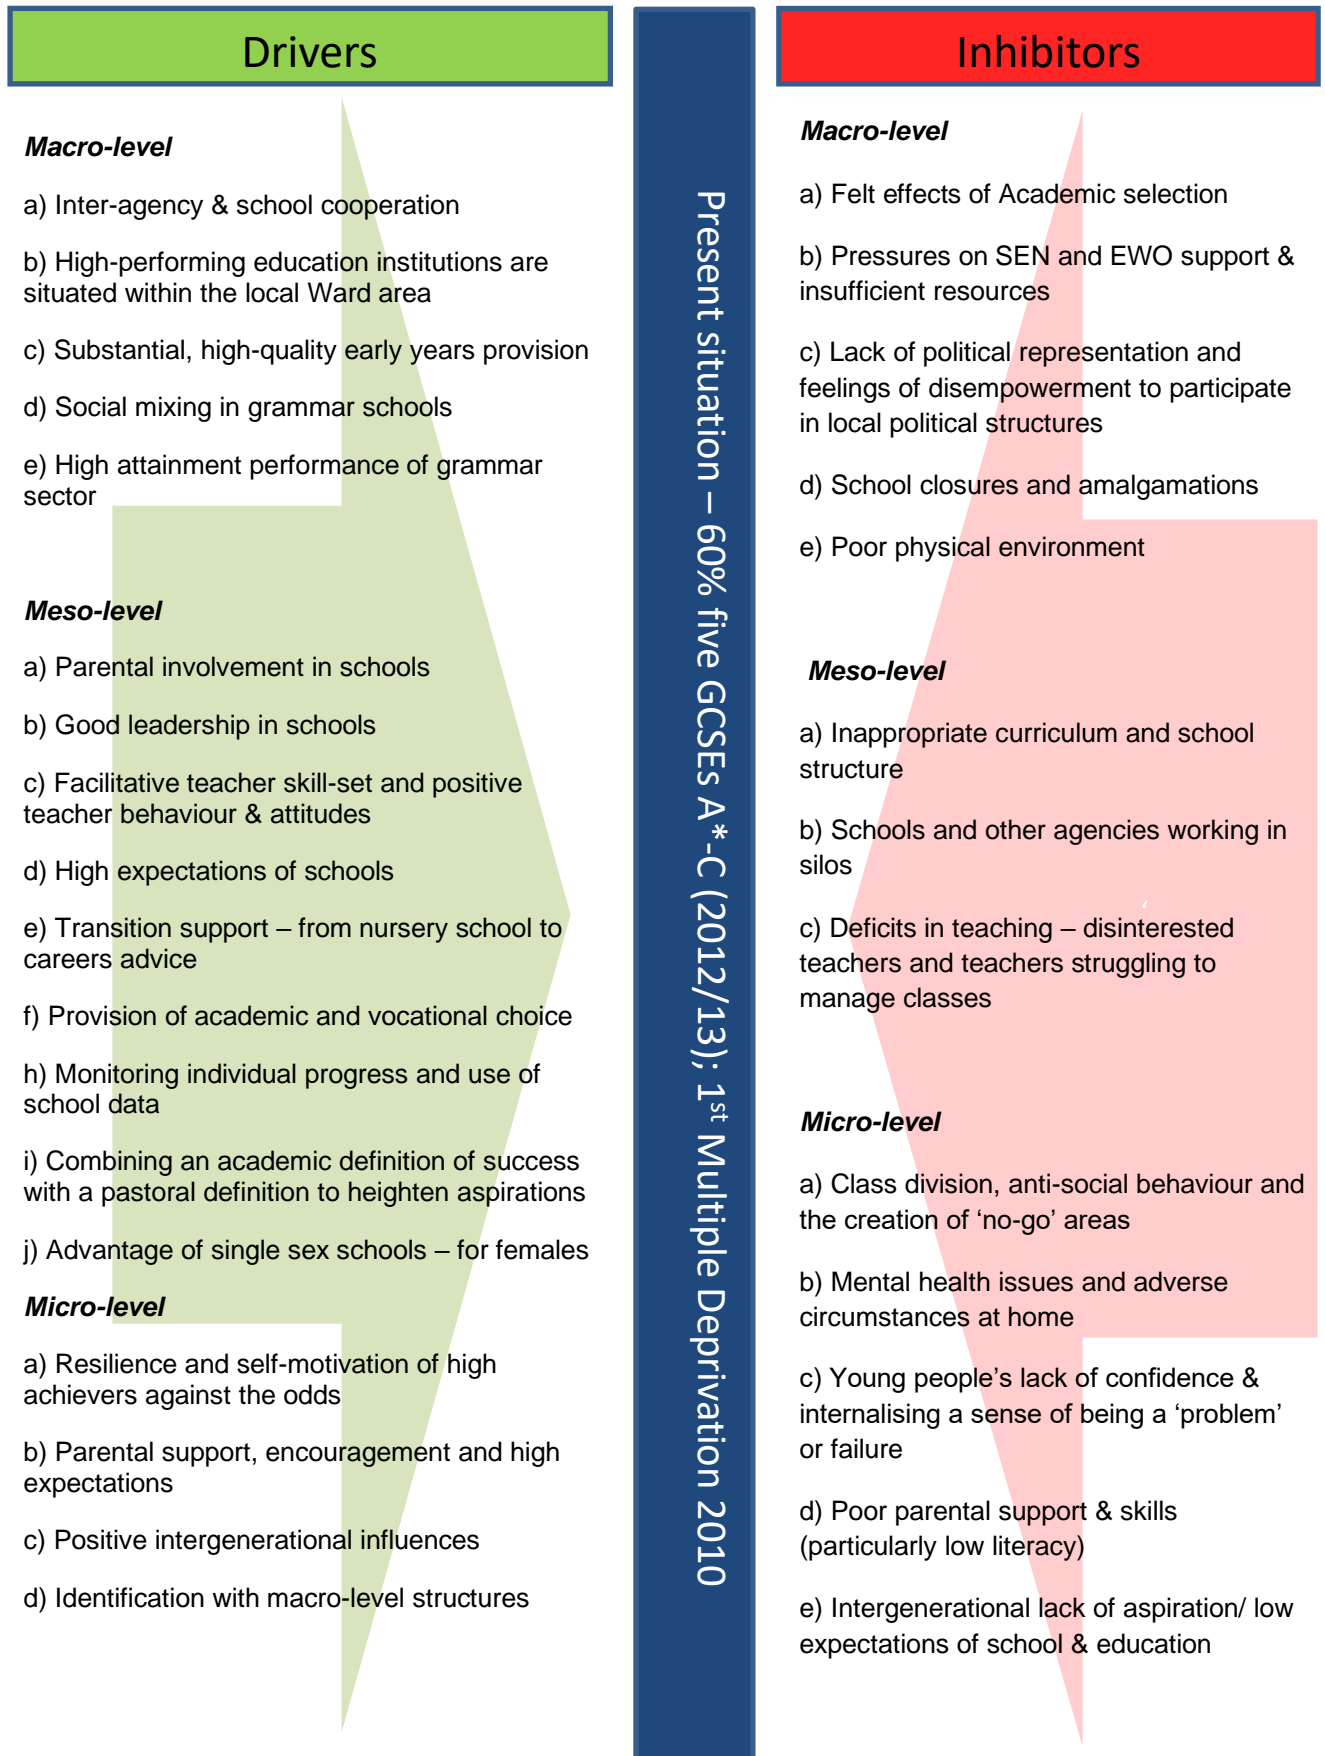 Drivers
Macro-level
a) Inter-agency & school cooperation
b) High-performing education institutions are
situated within the local Ward area
c) Substantial, high-quality early years provision
d) Social mixing in grammar schools
e) High attainment performance of grammar
sector
Meso-level
a) Parental involvement in schools
b) Good leadership in schools
c) Facilitative teacher skill-set and positive
teacher behaviour & attitudes
d) High expectations of schools
e) Transition support – from nursery school to
careers advice
f) Provision of academic and vocational choice
h) Monitoring individual progress and use of
school data
i) Combining an academic definition of success
with a pastoral definition to heighten aspirations
j) Advantage of single sex schools – for females
Micro-level
a) Resilience and self-motivation of high
achievers against the odds
b) Parental support, encouragement and high
expectations
c) Positive intergenerational influences
d) Identification with macro-level structures
Present situation – 60% five GCSEs A*-C (2012/13); 1st Multiple Deprivation 2010
Inhibitors
Macro-level
a) Felt effects of Academic selection
b) Pressures on SEN and EWO support &
insufficient resources
c) Lack of political representation and
feelings of disempowerment to participate
in local political structures
d) School closures and amalgamations
e) Poor physical environment
Meso-level
a) Inappropriate curriculum and school
structure
b) Schools and other agencies working in
silos
c) Deficits in teaching – disinterested
teachers and teachers struggling to
manage classes
Micro-level
a) Class division, anti-social behaviour and
the creation of ‘no-go’ areas
b) Mental health issues and adverse
circumstances at home
c) Young people’s lack of confidence &
internalising a sense of being a ‘problem’
or failure
d) Poor parental support & skills
(particularly low literacy)
e) Intergenerational lack of aspiration/ low
expectations of school & education